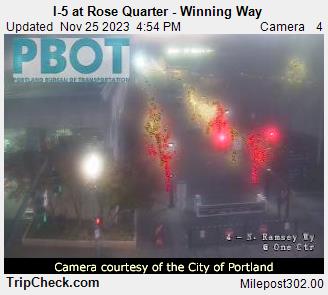 I-5 at Rose Quarter - Winning Way
Updated Nov 25 2023 4:54 PM Camera 4
PBOT
PORTLAND BUREAU OF TRANSPORTATION
4 - N. Ramsey Wy
@ One Ctr
Camera courtesy of the City of Portland
TripCheck.com Milepost302.00